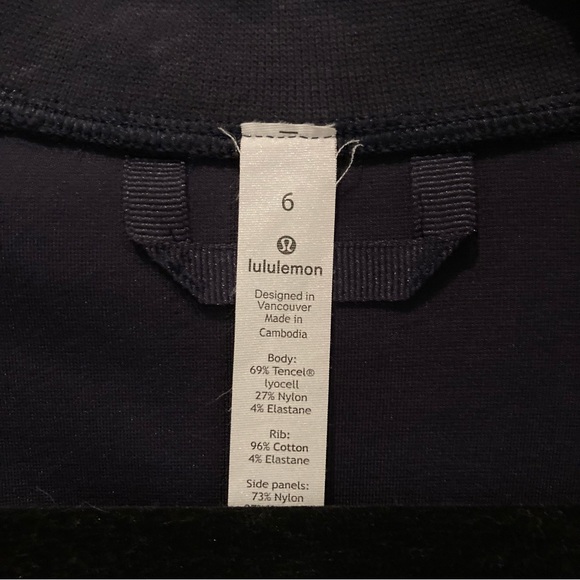 6
lululemon
Designed in
Vancouver
Made in
Cambodia
Body:
69% Tencel®
lyocell
27% Nylon
4% Elastane
Rib:
96% Cotton
4% Elastane
Side panels:
73% Nylon